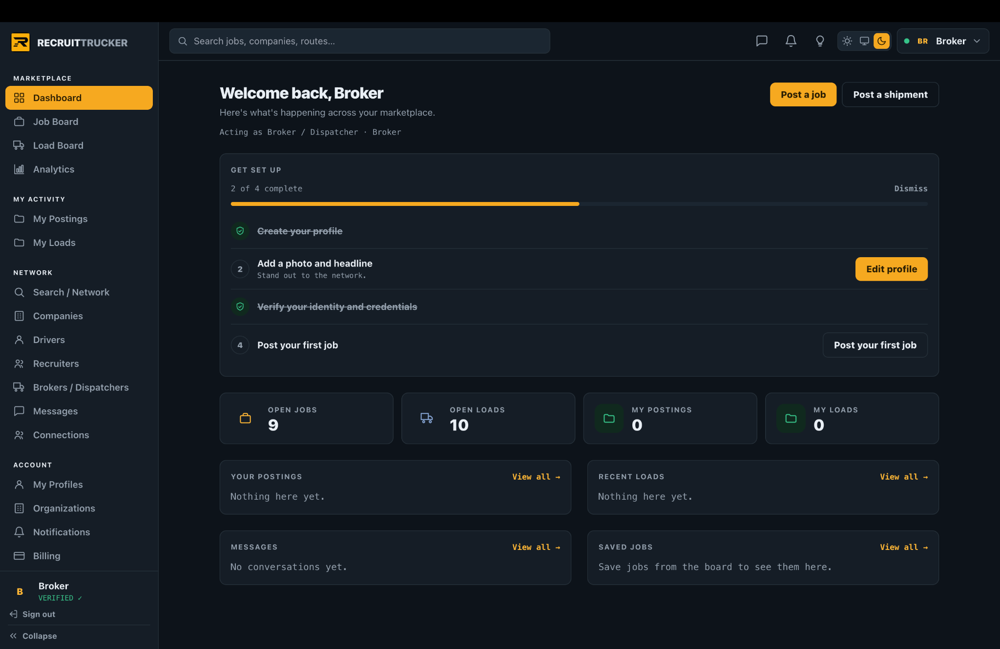 RECRUITTRUCKER
Search jobs, companies, routes...
BR Broker
MARKETPLACE
Dashboard
Job Board
Load Board
Analytics
MY ACTIVITY
My Postings
My Loads
NETWORK
Search / Network
Companies
Drivers
Recruiters
Brokers / Dispatchers
Messages
Connections
ACCOUNT
My Profiles
Organizations
Notifications
Billing
B Broker
VERIFIED ✓
Sign out
Collapse
Welcome back, Broker
Here's what's happening across your marketplace.
Acting as Broker / Dispatcher · Broker
Post a job
Post a shipment
GET SET UP
2 of 4 complete
Dismiss
Create your profile
2 Add a photo and headline
Stand out to the network.
Edit profile
Verify your identity and credentials
4 Post your first job
Post your first job
OPEN JOBS
9
OPEN LOADS
10
MY POSTINGS
0
MY LOADS
0
YOUR POSTINGS
View all →
Nothing here yet.
RECENT LOADS
View all →
Nothing here yet.
MESSAGES
View all →
No conversations yet.
SAVED JOBS
View all →
Save jobs from the board to see them here.